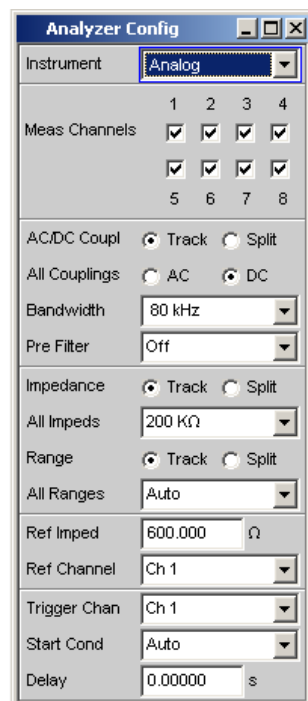 Analyzer Config
Instrument Analog
1 2 3 4
Meas Channels
5 6 7 8
AC/DC Coupl Track Split
All Couplings AC DC
Bandwidth 80 kHz
Pre Filter Off
Impedance Track Split
All Impeds 200 KΩ
Range Track Split
All Ranges Auto
Ref Imped 600.000 Ω
Ref Channel Ch 1
Trigger Chan Ch 1
Start Cond Auto
Delay 0.00000 s